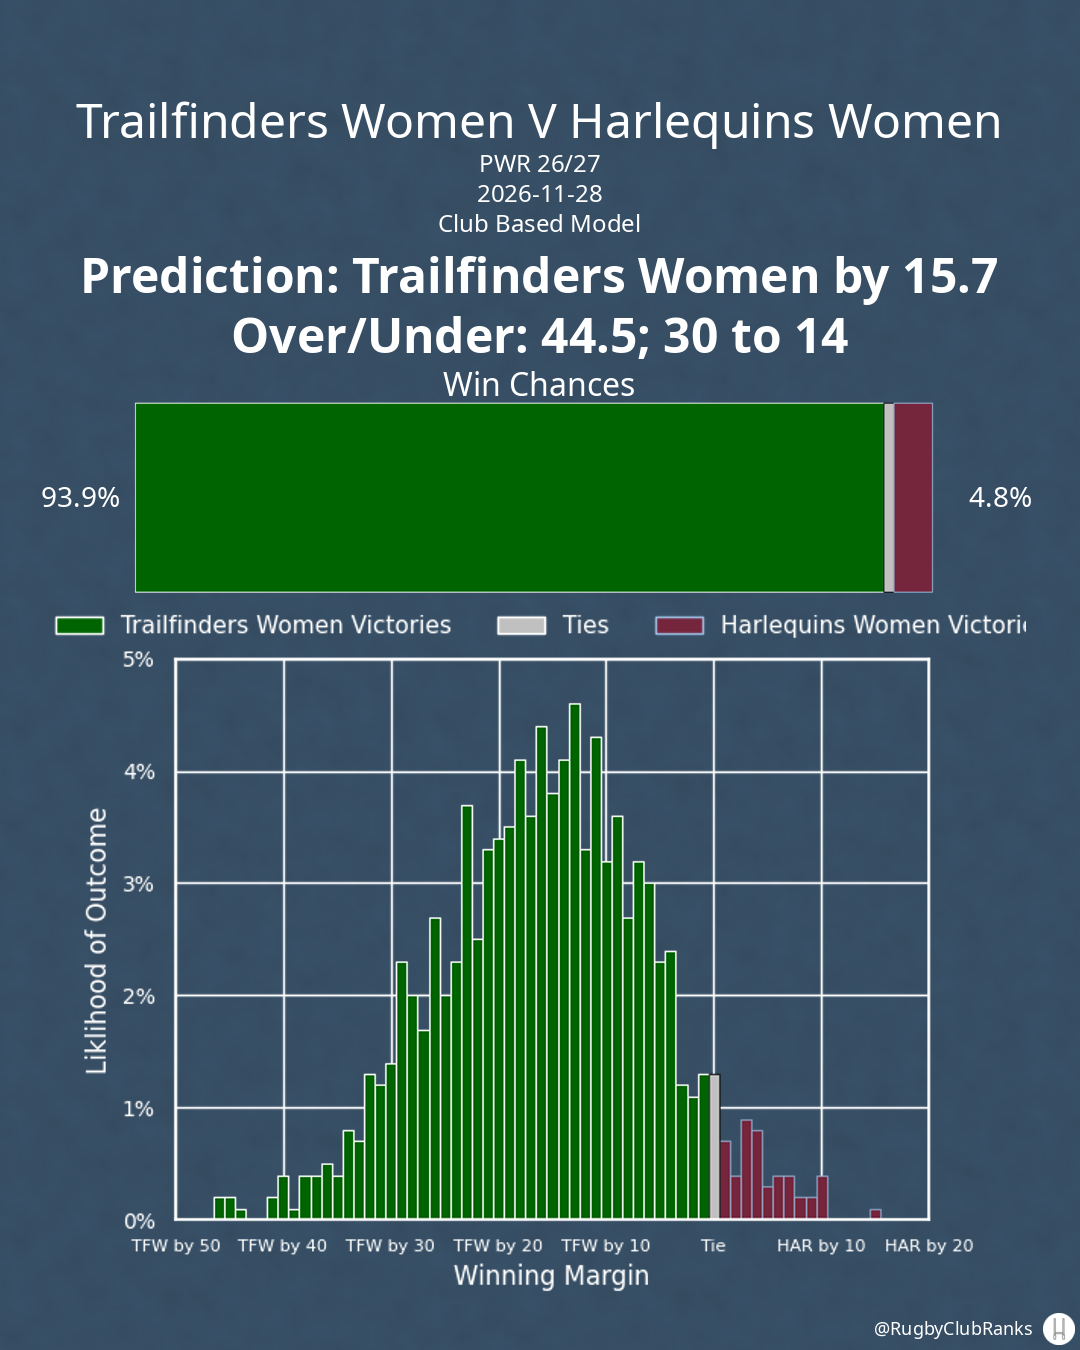 Trailfinders Women V Harlequins Women
PWR 26/27
2026-11-28
Club Based Model
Prediction: Trailfinders Women by 15.7
Over/Under: 44.5; 30 to 14
Win Chances
93.9%
4.8%
Trailfinders Women Victories Ties Harlequins Women Victori
5%
4%
3%
2%
1%
0%
Liklihood of Outcome
TFW by 50 TFW by 40 TFW by 30 TFW by 20 TFW by 10 Tie HAR by 10 HAR by 20
Winning Margin
@RugbyClubRanks